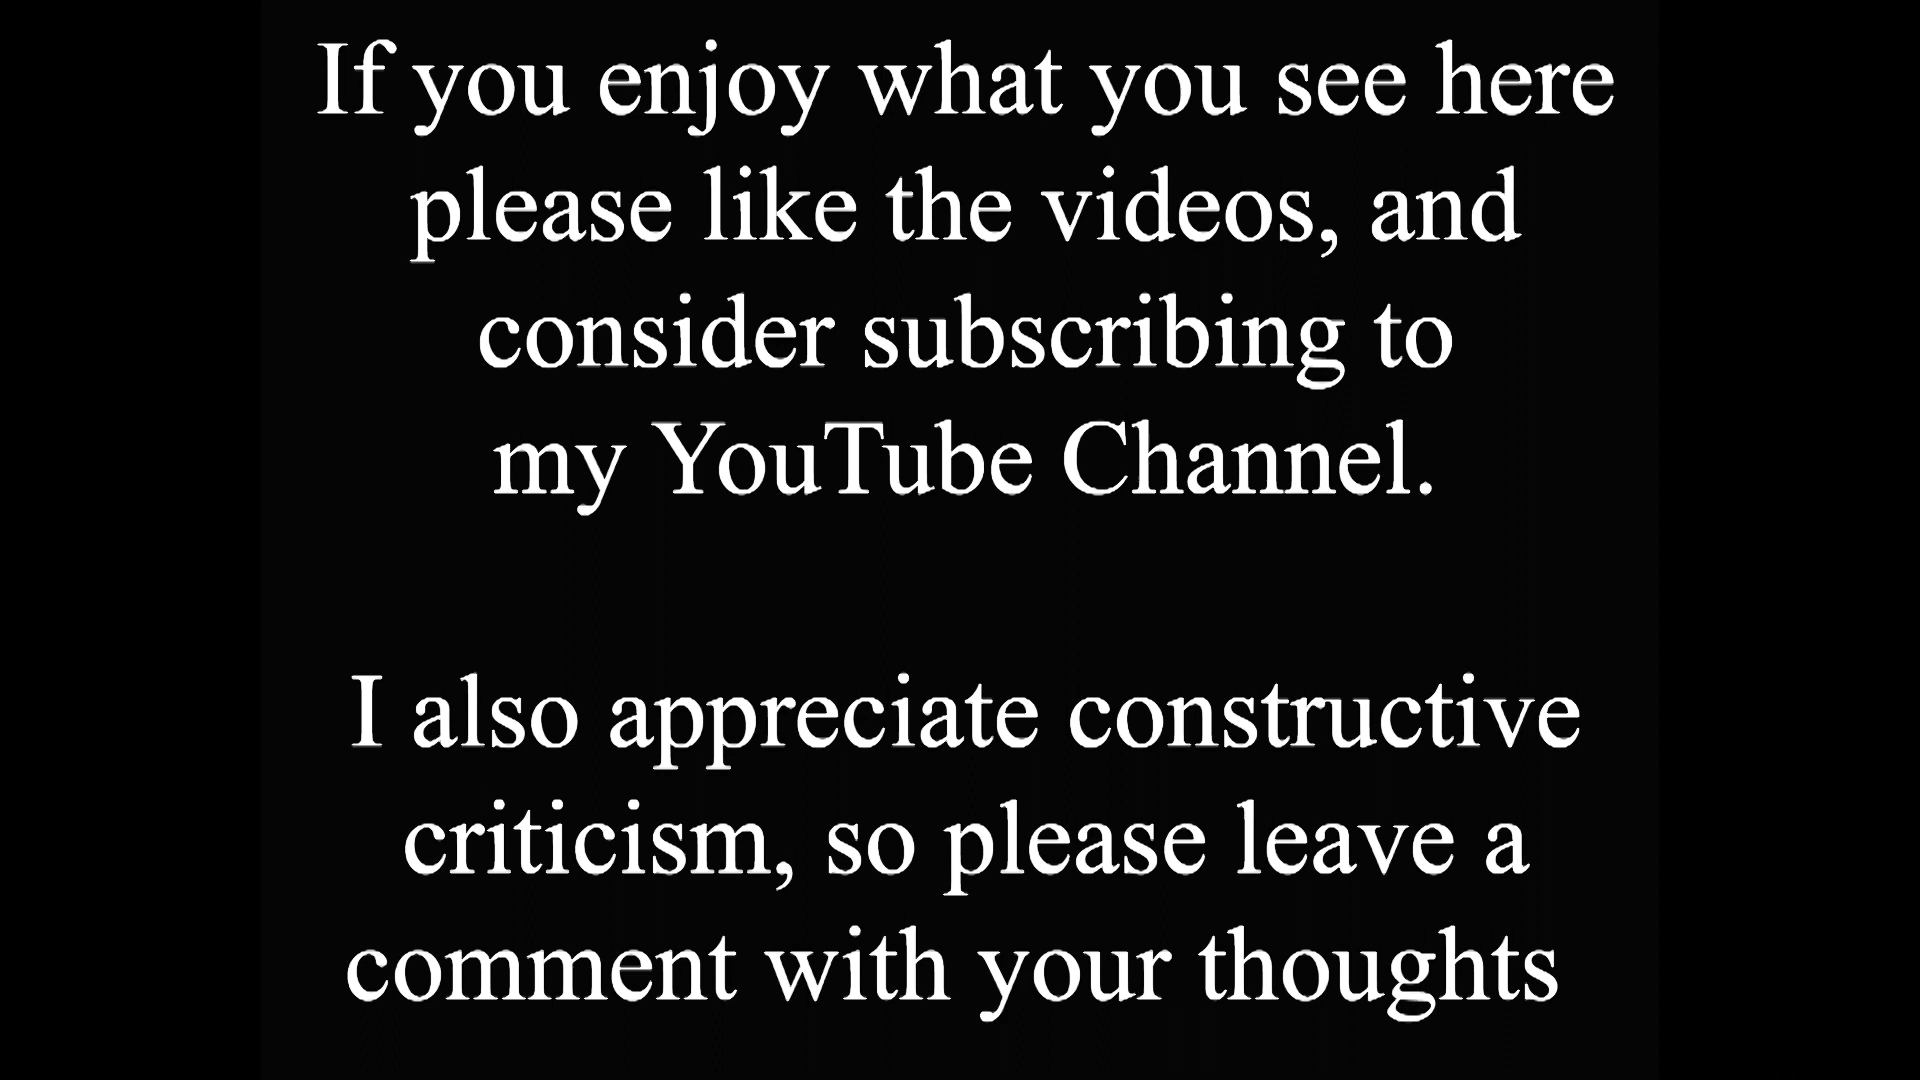 If you enjoy what you see here
please like the videos, and
consider subscribing to
my YouTube Channel.
I also appreciate constructive
criticism, so please leave a
comment with your thoughts